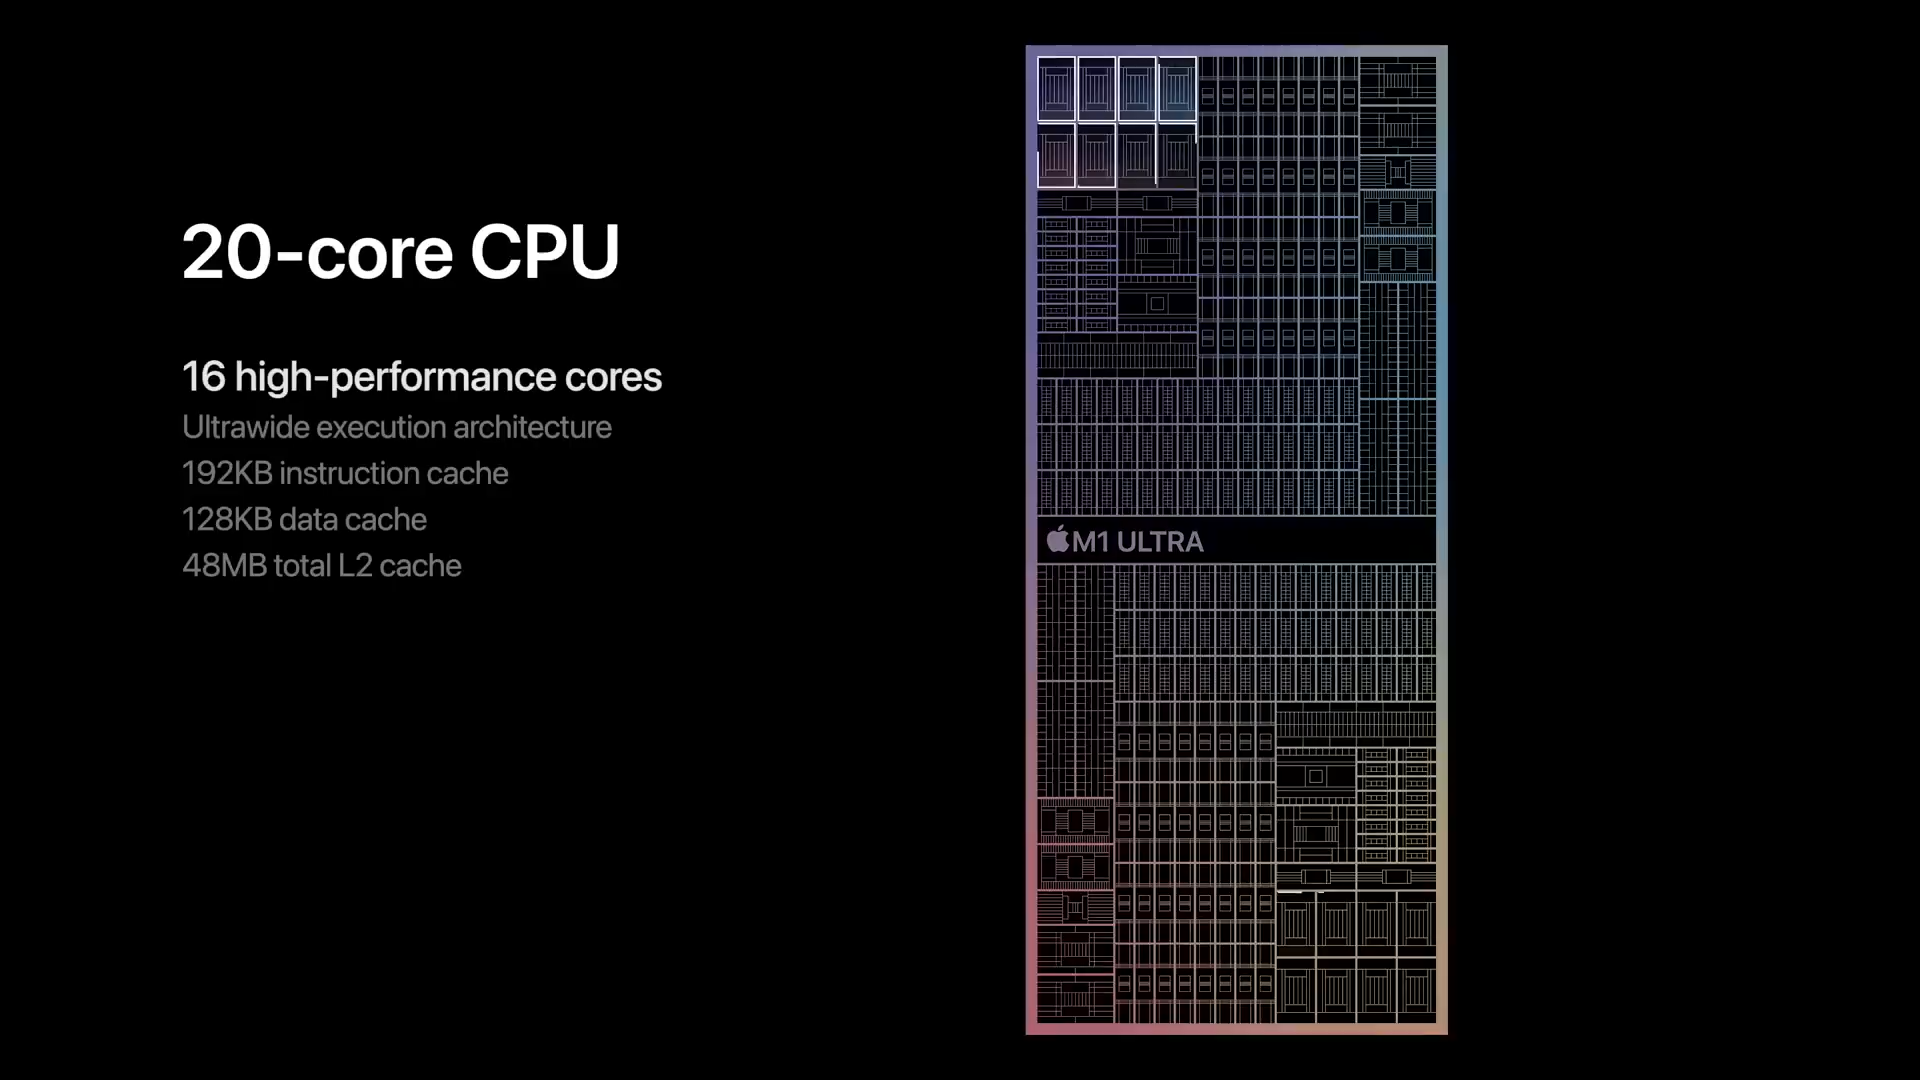 20-core CPU
16 high-performance cores
Ultrawide execution architecture
192KB instruction cache
128KB data cache
48MB total L2 cache
M1 ULTRA